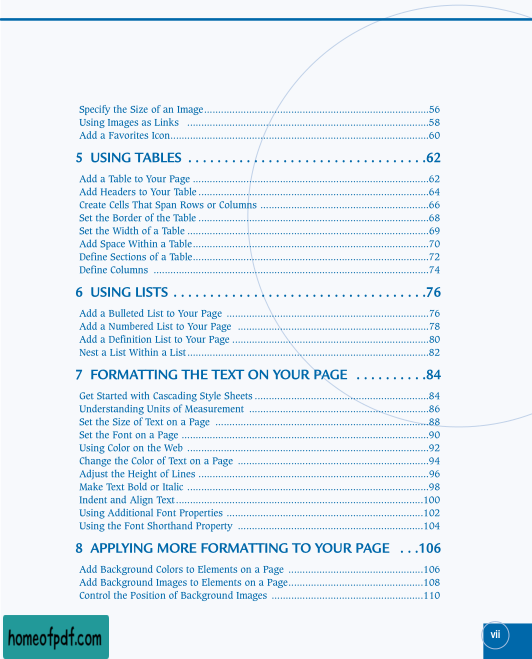 Specify the Size of an Image....................................................................................56
Using Images as Links ..........................................................................................58
Add a Favorites Icon................................................................................................60
5 USING TABLES . . . . . . . . . . . . . . . . . . . . . . . . . . . . . . . . . .62
Add a Table to Your Page ........................................................................................62
Add Headers to Your Table......................................................................................64
Create Cells That Span Rows or Columns ..............................................................66
Set the Border of the Table......................................................................................68
Set the Width of a Table ..........................................................................................69
Add Space Within a Table........................................................................................70
Define Sections of a Table........................................................................................72
Define Columns ......................................................................................................74
6 USING LISTS . . . . . . . . . . . . . . . . . . . . . . . . . . . . . . . . . . . .76
Add a Bulleted List to Your Page ............................................................................76
Add a Numbered List to Your Page ........................................................................78
Add a Definition List to Your Page..........................................................................80
Nest a List Within a List..........................................................................................82
7 FORMATTING THE TEXT ON YOUR PAGE . . . . . . . . . .84
Get Started with Cascading Style Sheets..................................................................84
Understanding Units of Measurement ....................................................................86
Set the Size of Text on a Page ................................................................................88
Set the Font on a Page ............................................................................................90
Using Color on the Web ..........................................................................................92
Change the Color of Text on a Page ........................................................................94
Adjust the Height of Lines ......................................................................................96
Make Text Bold or Italic ..........................................................................................98
Indent and Align Text............................................................................................100
Using Additional Font Properties ..........................................................................102
Using the Font Shorthand Property ......................................................................104
8 APPLYING MORE FORMATTING TO YOUR PAGE . . .106
Add Background Colors to Elements on a Page ....................................................106
Add Background Images to Elements on a Page....................................................108
Control the Position of Background Images ..........................................................110
homeofpdf.com
vii